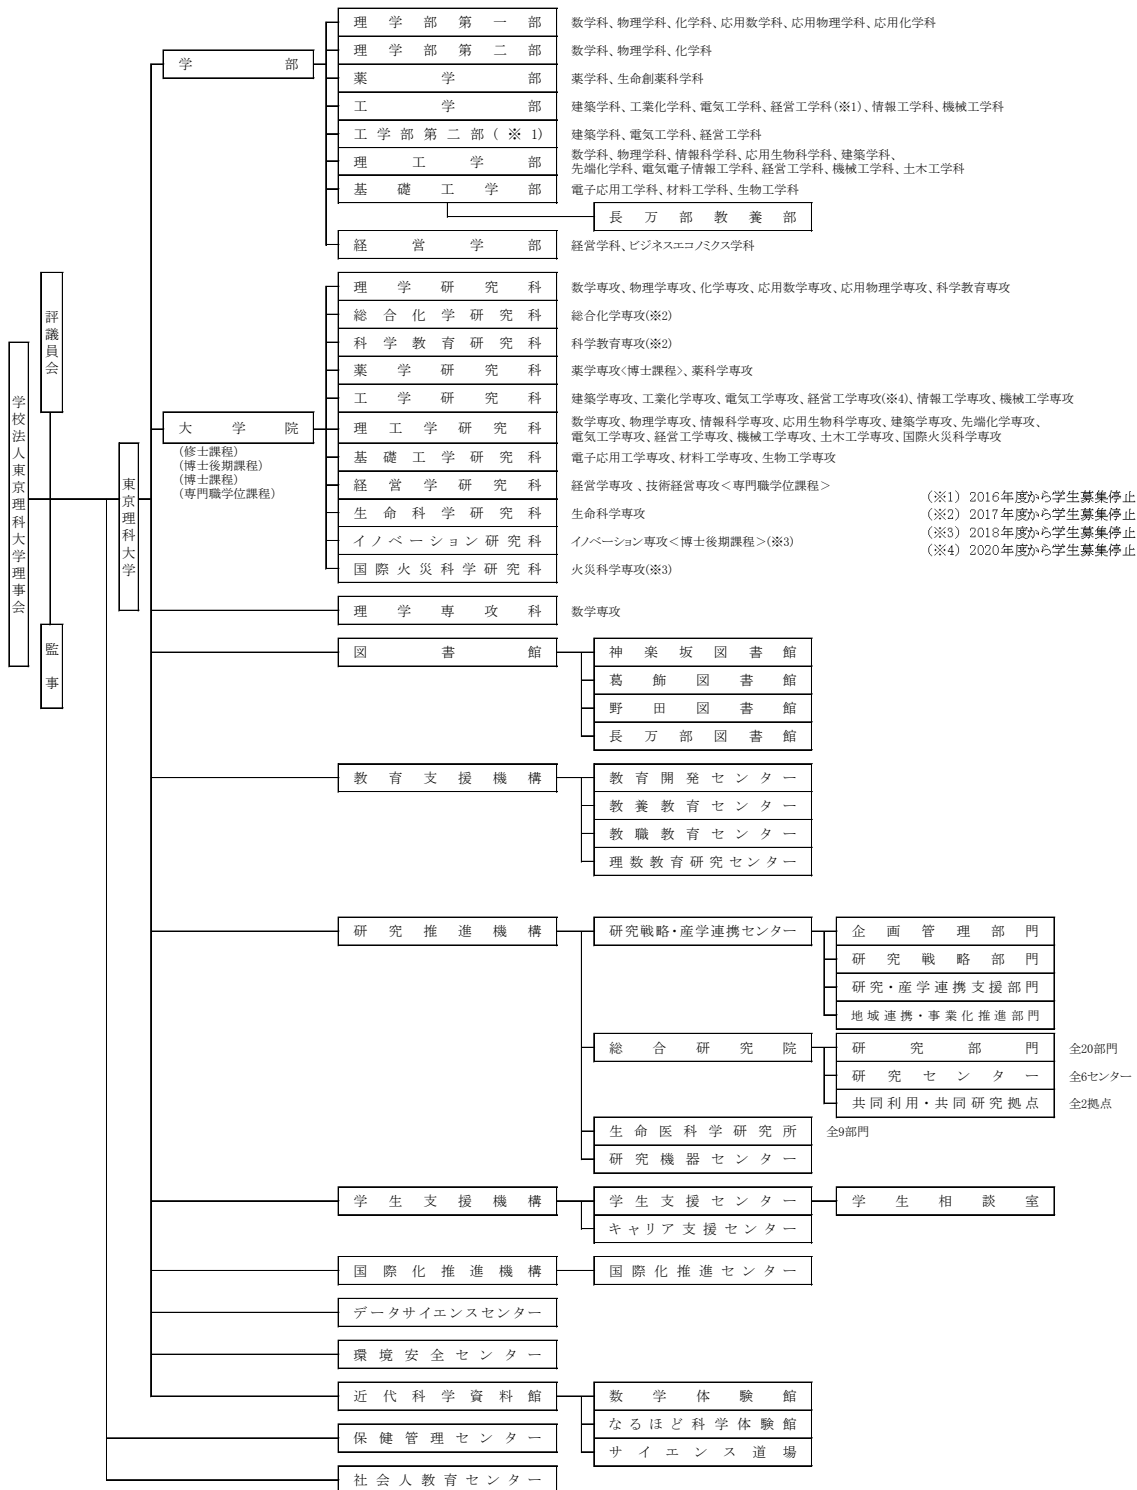 学校法人東京理科大学理事会
評議員会
監事
東京理科大学
学部
理学部第一部 数学科、物理学科、化学科、応用数学科、応用物理学科、応用化学科
理学部第二部 数学科、物理学科、化学科
薬学部 薬学科、生命創薬科学科
工学部 建築学科、工業化学科、電気工学科、経営工学科(※1)、情報工学科、機械工学科
工学部第二部(※1) 建築学科、電気工学科、経営工学科
理工学部 数学科、物理学科、情報科学科、応用生物科学科、建築学科、
先端化学科、電気電子情報工学科、経営工学科、機械工学科、土木工学科
基礎工学部 電子応用工学科、材料工学科、生物工学科
長万部教養部
経営学部 経営学科、ビジネスエコノミクス学科
大学院
(修士課程)
(博士後期課程)
(博士課程)
(専門職学位課程)
理学研究科 数学専攻、物理学専攻、化学専攻、応用数学専攻、応用物理学専攻、科学教育専攻
総合化学研究科 総合化学専攻(※2)
科学教育研究科 科学教育専攻(※2)
薬学研究科 薬学専攻<博士課程>、薬科学専攻
工学研究科 建築学専攻、工業化学専攻、電気工学専攻、経営工学専攻(※4)、情報工学専攻、機械工学専攻
理工学研究科 数学専攻、物理学専攻、情報科学専攻、応用生物科学専攻、建築学専攻、先端化学専攻、
電気工学専攻、経営工学専攻、機械工学専攻、土木工学専攻、国際火災科学専攻
基礎工学研究科 電子応用工学専攻、材料工学専攻、生物工学専攻
経営学研究科 経営学専攻、技術経営専攻<専門職学位課程>
生命科学研究科 生命科学専攻
イノベーション研究科 イノベーション専攻<博士後期課程>(※3)
国際火災科学研究科 火災科学専攻(※3)
(※1) 2016年度から学生募集停止
(※2) 2017年度から学生募集停止
(※3) 2018年度から学生募集停止
(※4) 2020年度から学生募集停止
理学専攻科 数学専攻
図書館
神楽坂図書館
葛飾図書館
野田図書館
長万部図書館
教育支援機構
教育開発センター
教養教育センター
教職教育センター
理数教育研究センター
研究推進機構
研究戦略・産学連携センター
企画管理部門
研究戦略部門
研究・産学連携支援部門
地域連携・事業化推進部門
総合研究院
研究部門 全20部門
研究センター 全6センター
共同利用・共同研究拠点 全2拠点
生命医科学研究所 全9部門
研究機器センター
学生支援機構
学生支援センター
学生相談室
キャリア支援センター
国際化推進機構
国際化推進センター
データサイエンスセンター
環境安全センター
近代科学資料館
数学体験館
なるほど科学体験館
サイエンス道場
保健管理センター
社会人教育センター